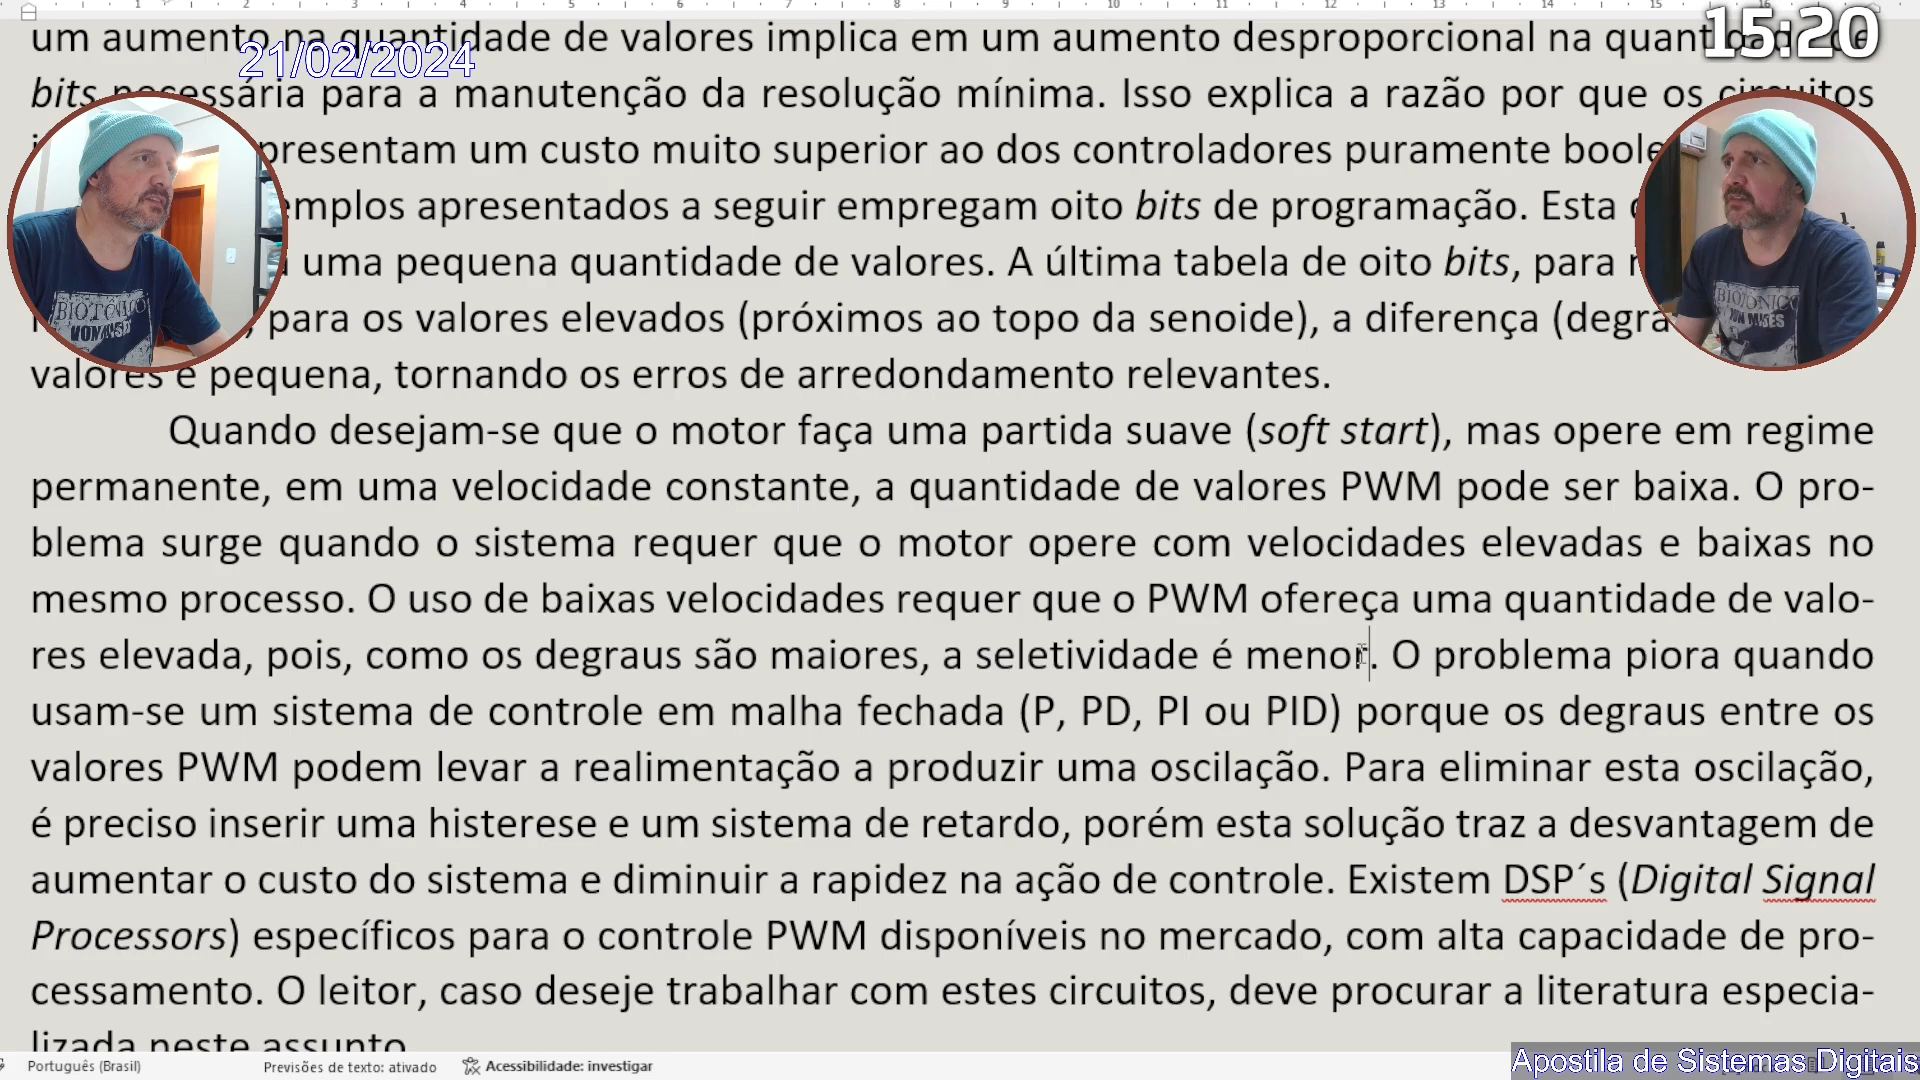 um aumento na quantidade de valores implica em um aumento desproporcional na quant
21/02/2024
15:20
bits necessária para a manutenção da resolução mínima. Isso explica a razão por que os circuitos
presentam um custo muito superior ao dos controladores puramente boole
emplos apresentados a seguir empregam oito bits de programação. Esta
uma pequena quantidade de valores. A última tabela de oito bits, para
, para os valores elevados (próximos ao topo da senoide), a diferença (degra
valores é pequena, tornando os erros de arredondamento relevantes.
Quando desejam-se que o motor faça uma partida suave (soft start), mas opere em regime
permanente, em uma velocidade constante, a quantidade de valores PWM pode ser baixa. O pro-
blema surge quando o sistema requer que o motor opere com velocidades elevadas e baixas no
mesmo processo. O uso de baixas velocidades requer que o PWM ofereça uma quantidade de valo-
res elevada, pois, como os degraus são maiores, a seletividade é menor. O problema piora quando
usam-se um sistema de controle em malha fechada (P, PD, PI ou PID) porque os degraus entre os
valores PWM podem levar a realimentação a produzir uma oscilação. Para eliminar esta oscilação,
é preciso inserir uma histerese e um sistema de retardo, porém esta solução traz a desvantagem de
aumentar o custo do sistema e diminuir a rapidez na ação de controle. Existem DSP´s (Digital Signal
Processors) específicos para o controle PWM disponíveis no mercado, com alta capacidade de pro-
cessamento. O leitor, caso deseje trabalhar com estes circuitos, deve procurar a literatura especia-
lizada neste assunto
Português (Brasil)
Previsões de texto: ativado
Acessibilidade: investigar
Apostila de Sistemas Digitais
BIOTÔNICO
VON MISES
BIOTÔNICO
VON MISES